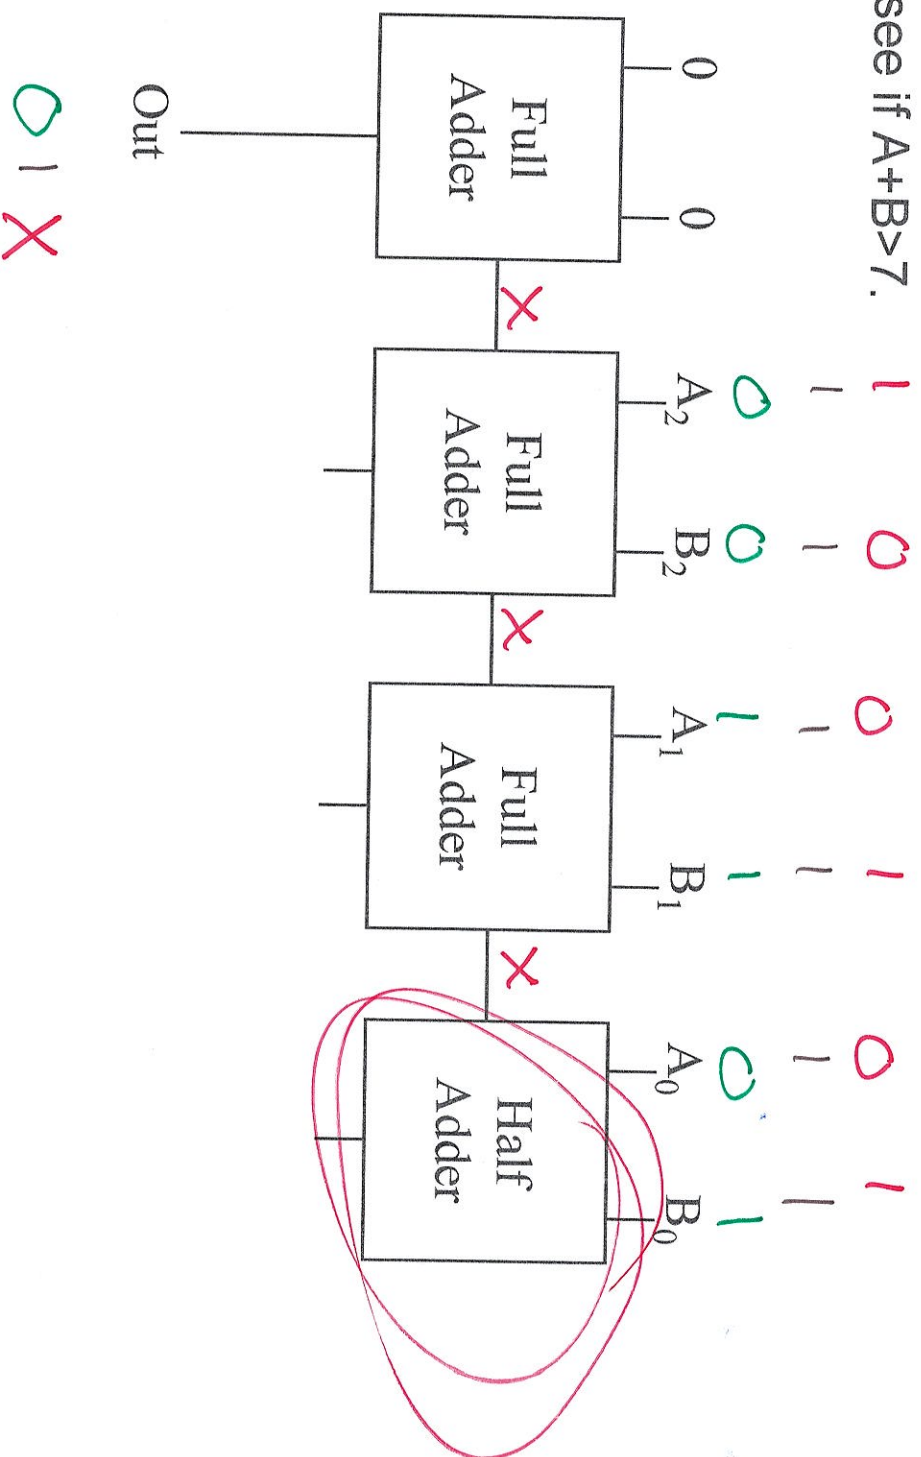 see if A+B>7. 1 0 0 1 0 1
1 1 1 1 1 1
0 0 1 1 0 1
0 0 A₂ B₂ A₁ B₁ A₀ B₀
Full X Full X Full X Half
Adder Adder Adder Adder
Out
0 1 X